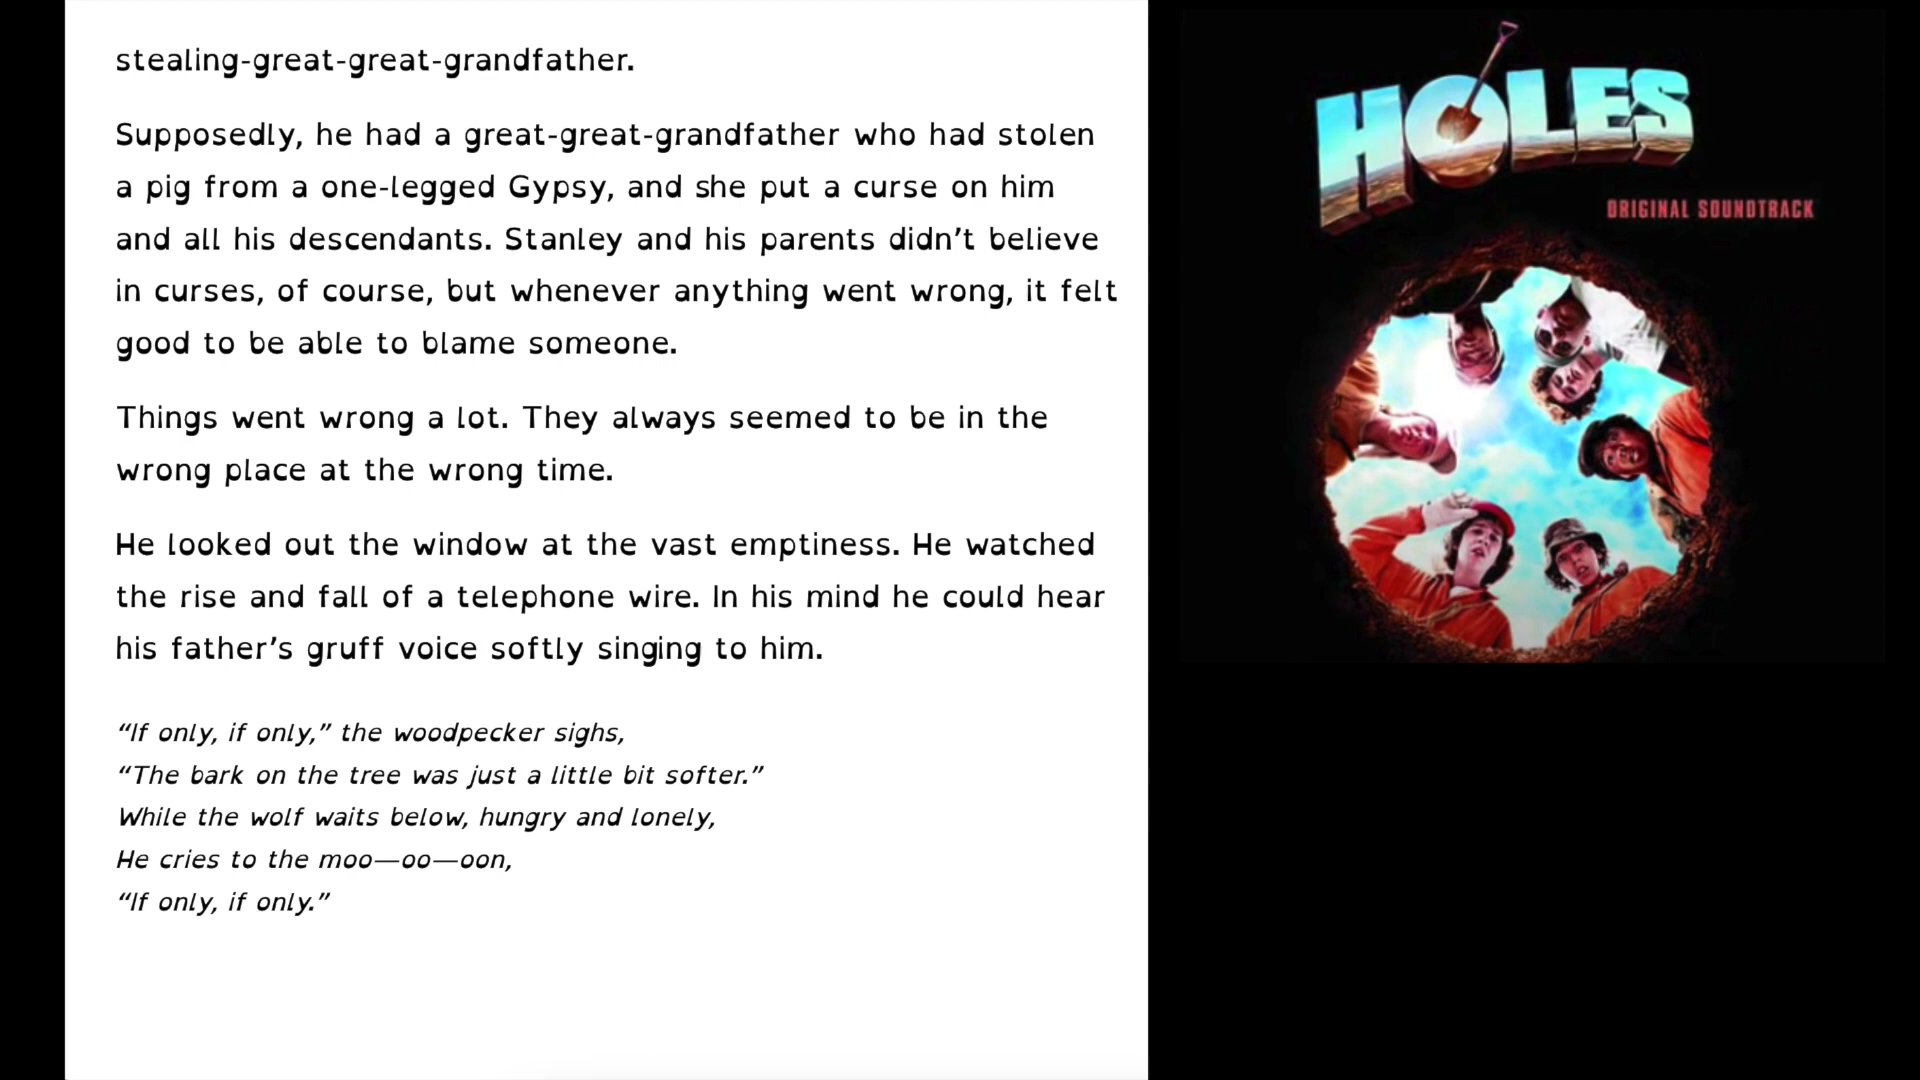 stealing-great-great-grandfather.
Supposedly, he had a great-great-grandfather who had stolen
a pig from a one-legged Gypsy, and she put a curse on him
and all his descendants. Stanley and his parents didn’t believe
in curses, of course, but whenever anything went wrong, it felt
good to be able to blame someone.
Things went wrong a lot. They always seemed to be in the
wrong place at the wrong time.
He looked out the window at the vast emptiness. He watched
the rise and fall of a telephone wire. In his mind he could hear
his father’s gruff voice softly singing to him.
“If only, if only,” the woodpecker sighs,
“The bark on the tree was just a little bit softer.”
While the wolf waits below, hungry and lonely,
He cries to the moo—oo—oon,
“If only, if only.”
HOLES
ORIGINAL SOUNDTRACK